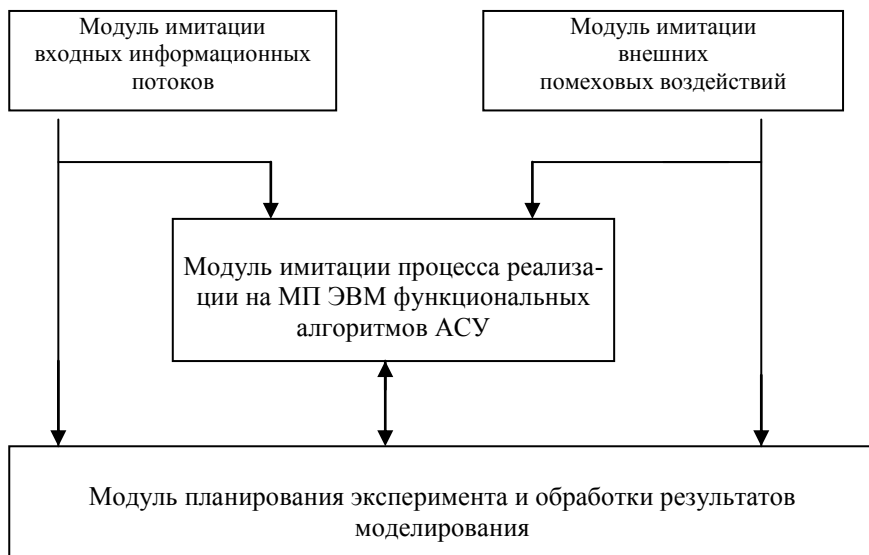 Модуль имитации
входных информационных
потоков
Модуль имитации
внешних
помеховых воздействий
Модуль имитации процесса реализа-
ции на МП ЭВМ функциональных
алгоритмов АСУ
Модуль планирования эксперимента и обработки результатов
моделирования